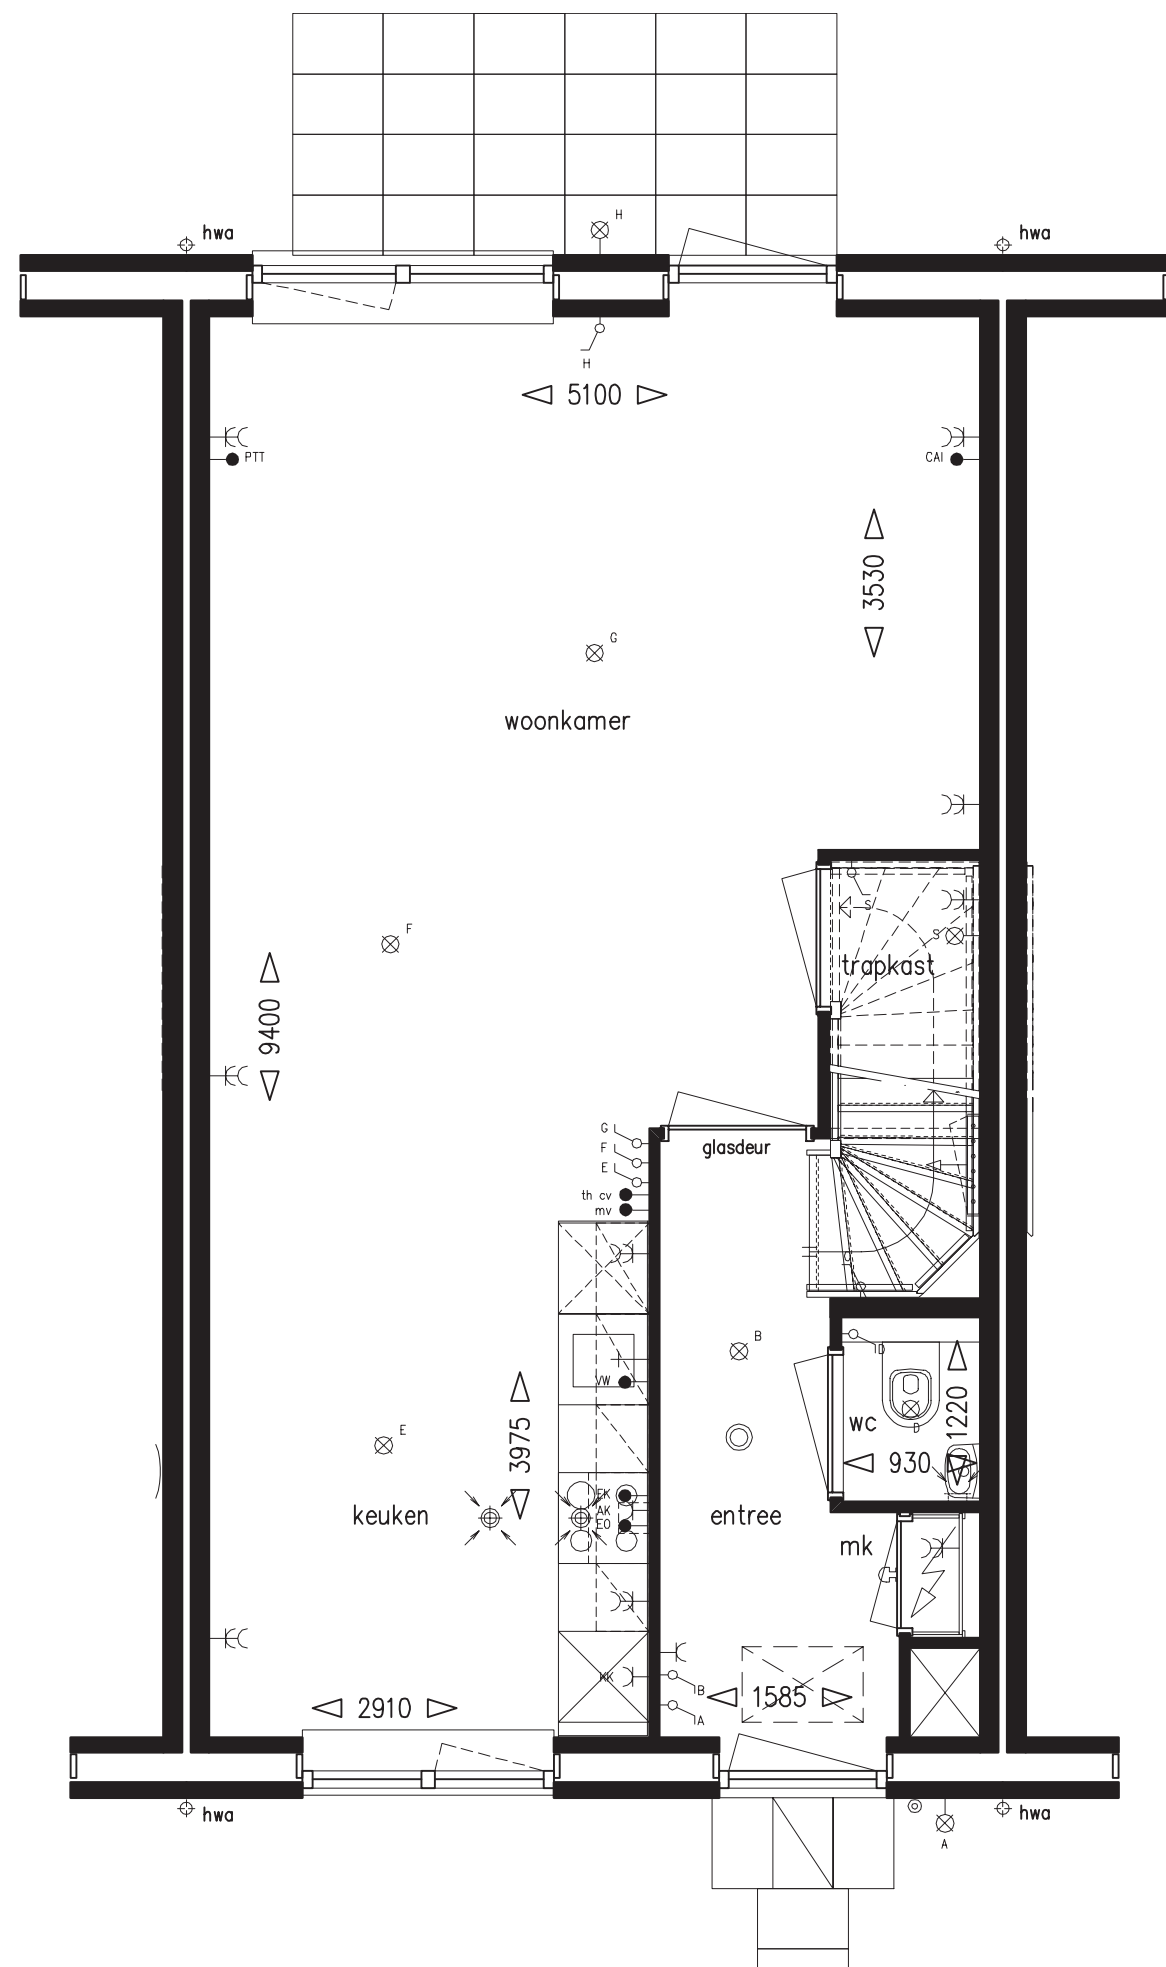 H
hwa
hwa
H
5100
PTT
CAI
3530
G
woonkamer
F
S
S
trapkast
9400
G
F
E
th cv
mv
glasdeur
B
D
VW
1220
wc
D
E
3975
930
keuken
EK
AK
EO
entree
mk
KK
B
A
2910
1585
hwa
hwa
A